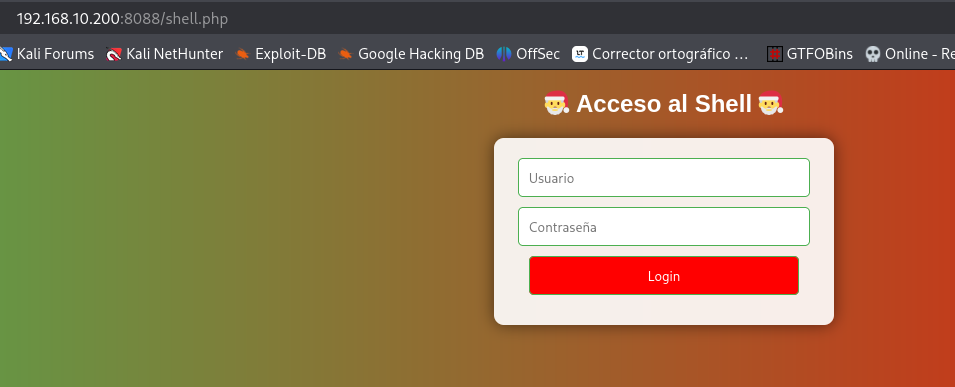 192.168.10.200:8088/shell.php
Kali Forums Kali NetHunter Exploit-DB Google Hacking DB OffSec Corrector ortográfico ... GTFOBins Online - Re
🎅 Acceso al Shell 🎅
Usuario
Contraseña
Login